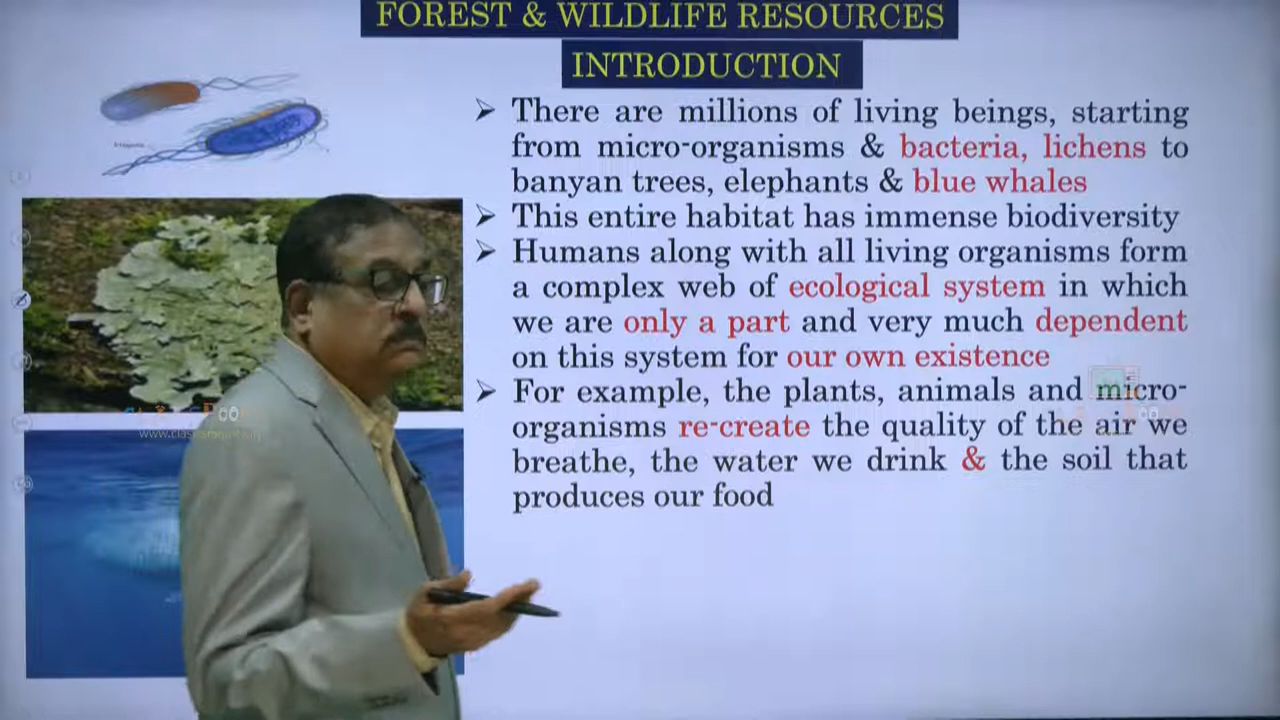 FOREST & WILDLIFE RESOURCES
INTRODUCTION
➢ There are millions of living beings, starting
from micro-organisms & bacteria, lichens to
banyan trees, elephants & blue whales
➢ This entire habitat has immense biodiversity
➢ Humans along with all living organisms form
a complex web of ecological system in which
we are only a part and very much dependent
on this system for our own existence
➢ For example, the plants, animals and micro-
organisms re-create the quality of the air we
breathe, the water we drink & the soil that
produces our food